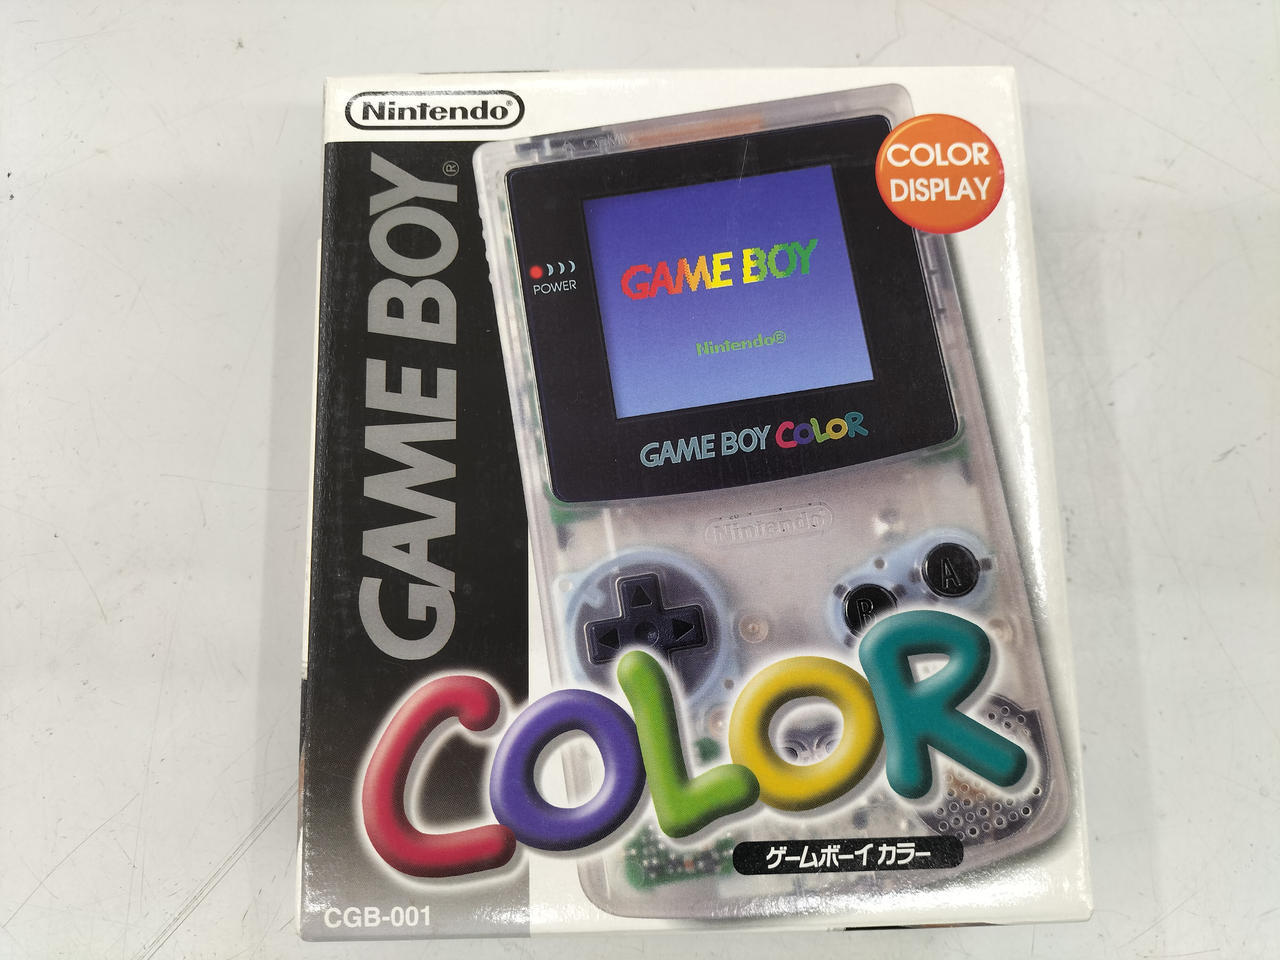 Nintendo®
GAME BOY®
COLOR
DISPLAY
POWER
GAME BOY
Nintendo®
GAME BOY COLOR
Nintendo
A
B
COLOR
ゲームボーイ カラー
CGB-001